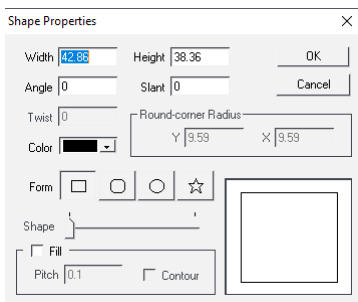 Shape Properties
Width 42.86 Height 38.36 OK
Angle 0 Slant 0 Cancel
Twist 0 Round-corner Radius
Y 9.59 X 9.59
Color
Form
Shape
Fill
Pitch 0.1 Contour